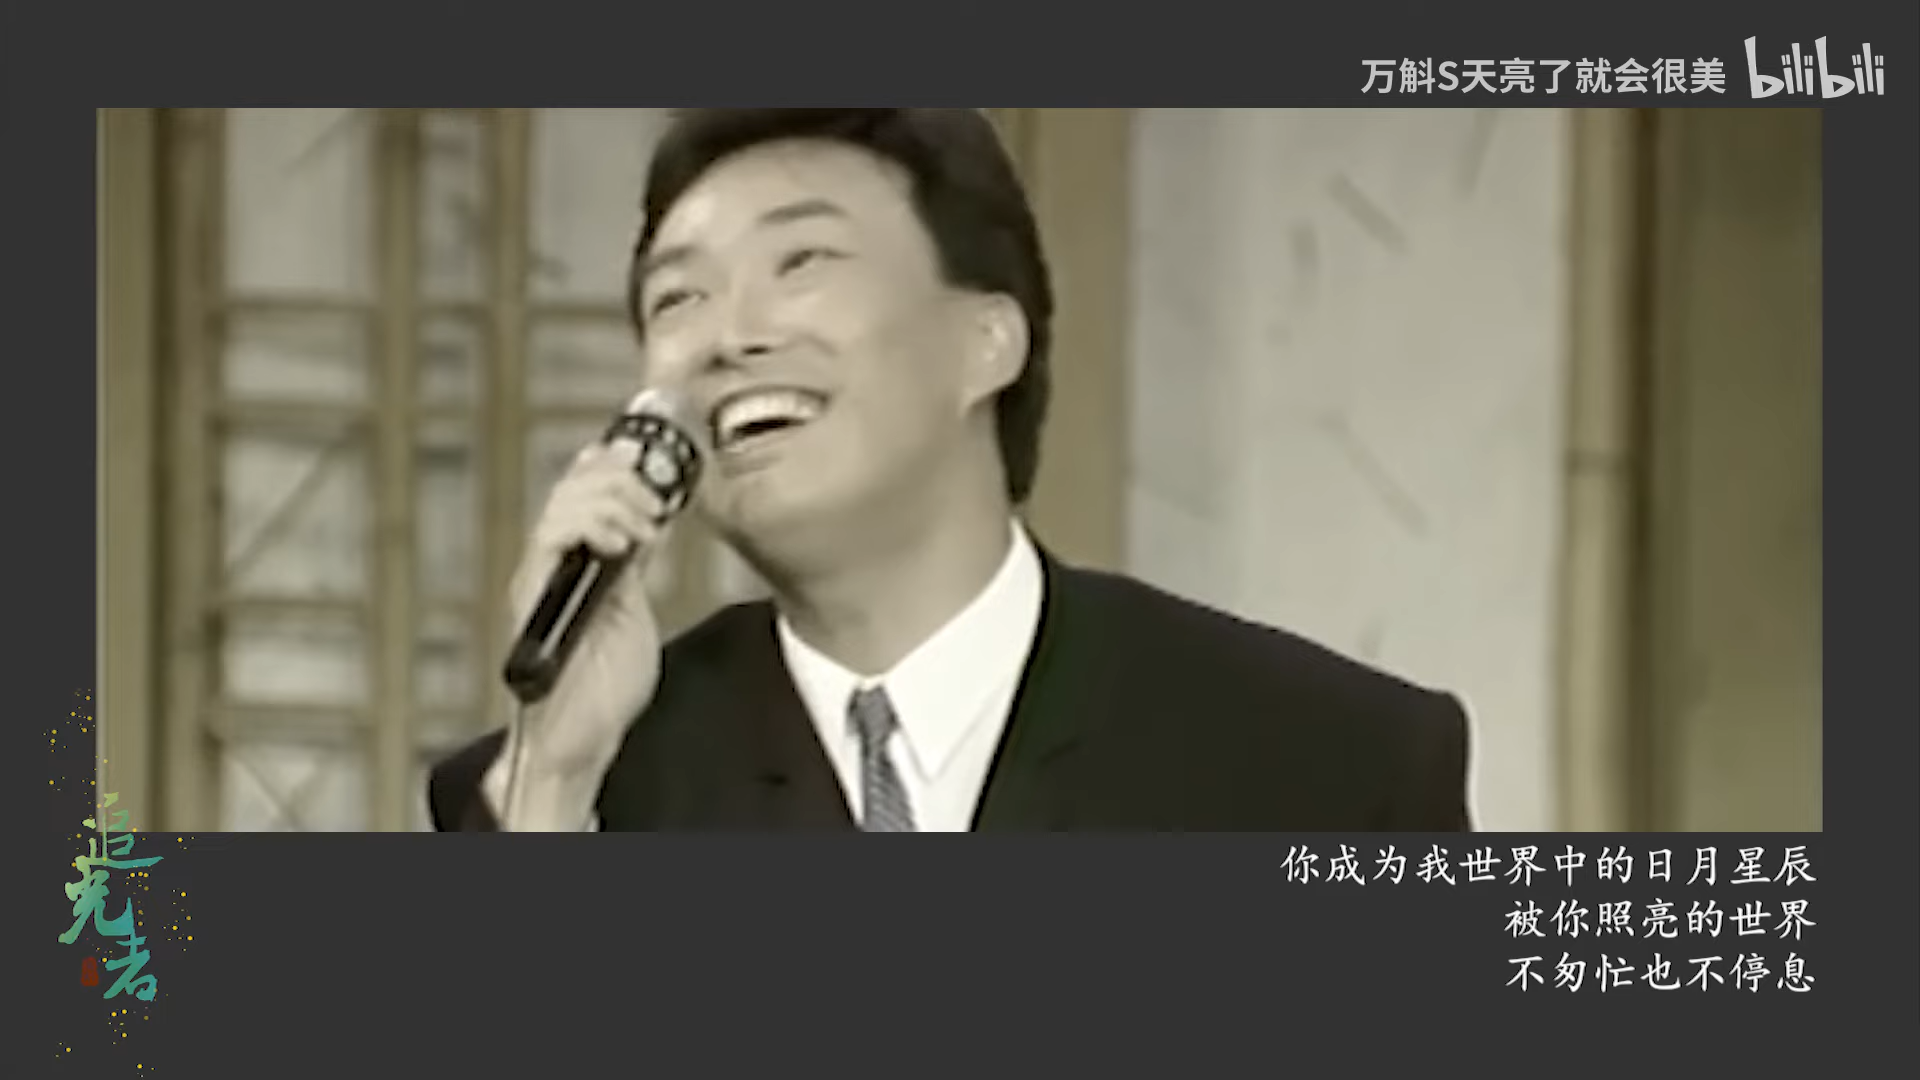 万斛S天亮了就会很美 bilibili
追光者
你成为我世界中的日月星辰
被你照亮的世界
不匆忙也不停息